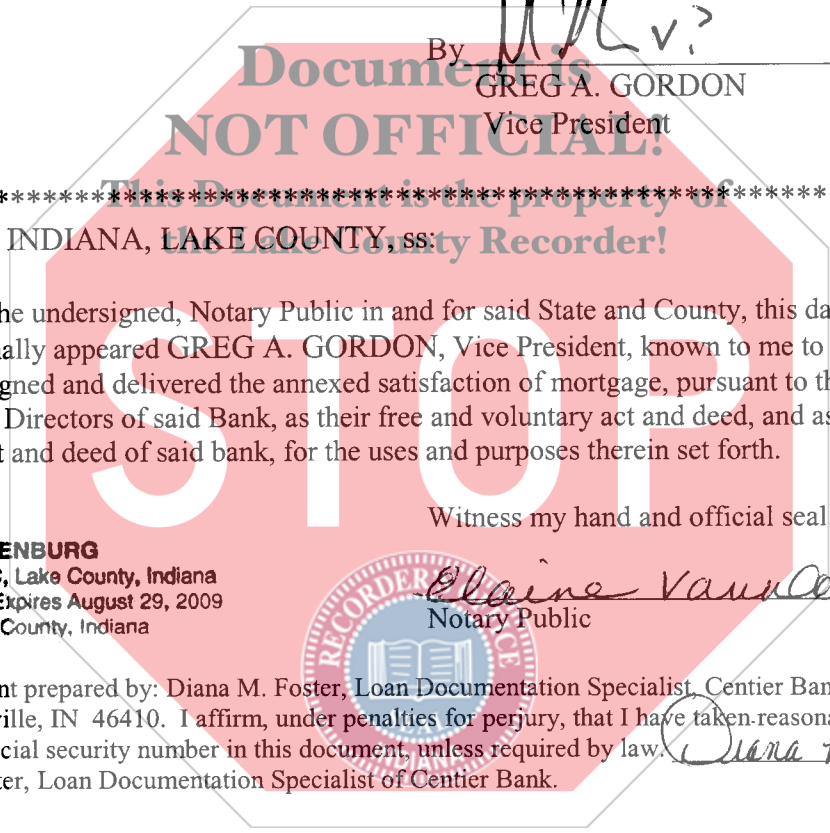 By
GREG A. GORDON
Vice President
Document is
NOT OFFICIAL!
This Document is the property of
the Lake County Recorder!
**********************************************************
INDIANA, LAKE COUNTY, ss:
he undersigned, Notary Public in and for said State and County, this da
ally appeared GREG A. GORDON, Vice President, known to me to
gned and delivered the annexed satisfaction of mortgage, pursuant to th
Directors of said Bank, as their free and voluntary act and deed, and as
t and deed of said bank, for the uses and purposes therein set forth.
STOP
Witness my hand and official seal
ENBURG
, Lake County, Indiana
Expires August 29, 2009
County, Indiana
Elaine
Notary Public
RECORDER OFFICE
INDIANA
nt prepared by: Diana M. Foster, Loan Documentation Specialist, Centier Ban
ville, IN 46410. I affirm, under penalties for perjury, that I have taken reasona
cial security number in this document, unless required by law. Diana
ter, Loan Documentation Specialist of Centier Bank.